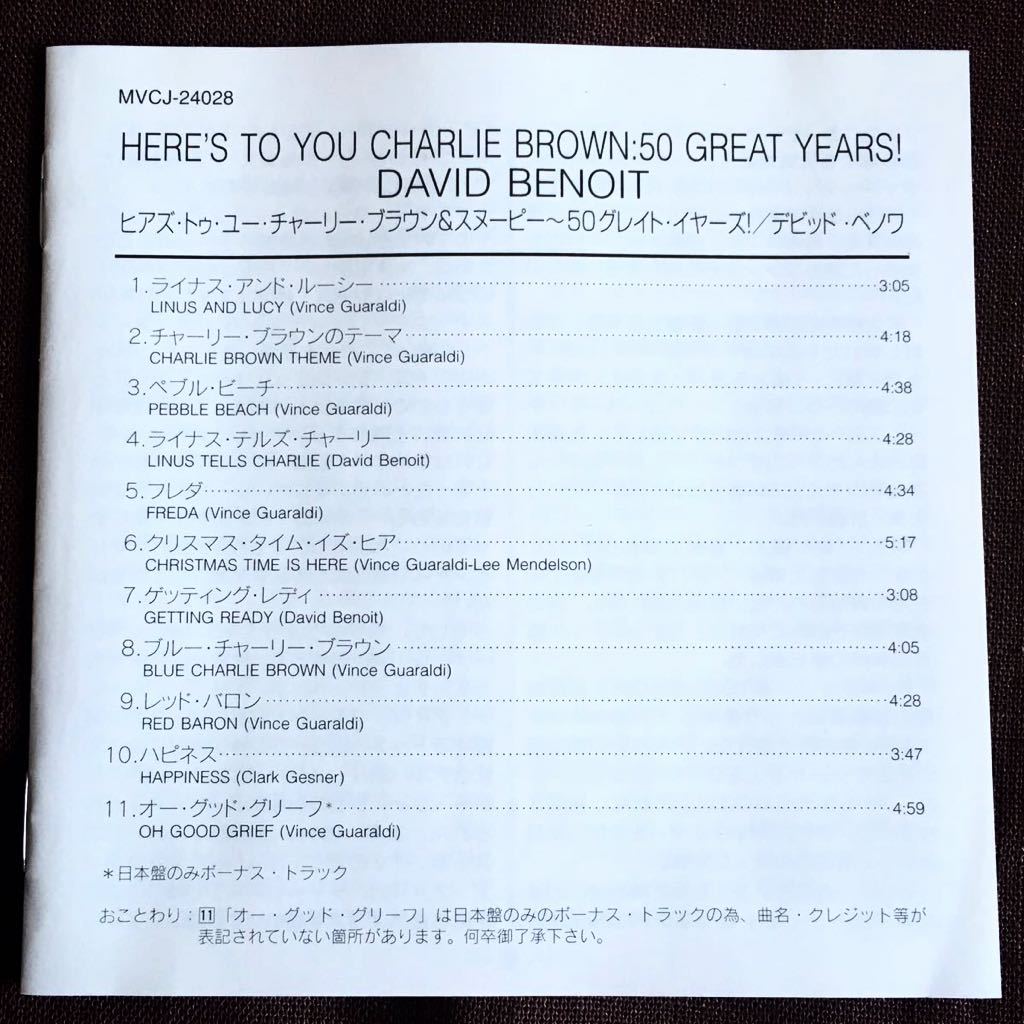 MVCJ-24028
HERE'S TO YOU CHARLIE BROWN:50 GREAT YEARS!
DAVID BENOIT
ヒアズ・トゥ・ユー・チャーリー・ブラウン&スヌーピー〜50グレイト・イヤーズ!/デビッド・ベノワ
1.ライナス・アンド・ルーシー 3:05
LINUS AND LUCY (Vince Guaraldi)
2.チャーリー・ブラウンのテーマ 4:18
CHARLIE BROWN THEME (Vince Guaraldi)
3.ペブル・ビーチ 4:38
PEBBLE BEACH (Vince Guaraldi)
4.ライナス・テルズ・チャーリー 4:28
LINUS TELLS CHARLIE (David Benoit)
5.フレダ 4:34
FREDA (Vince Guaraldi)
6.クリスマス・タイム・イズ・ヒア 5:17
CHRISTMAS TIME IS HERE (Vince Guaraldi-Lee Mendelson)
7.ゲッティング・レディ 3:08
GETTING READY (David Benoit)
8.ブルー・チャーリー・ブラウン 4:05
BLUE CHARLIE BROWN (Vince Guaraldi)
9.レッド・バロン 4:28
RED BARON (Vince Guaraldi)
10.ハピネス 3:47
HAPPINESS (Clark Gesner)
11.オー・グッド・グリーフ* 4:59
OH GOOD GRIEF (Vince Guaraldi)
*日本盤のみボーナス・トラック
おことわり:11「オー・グッド・グリーフ」は日本盤のみのボーナス・トラックの為、曲名・クレジット等が
表記されていない箇所があります。何卒御了承下さい。